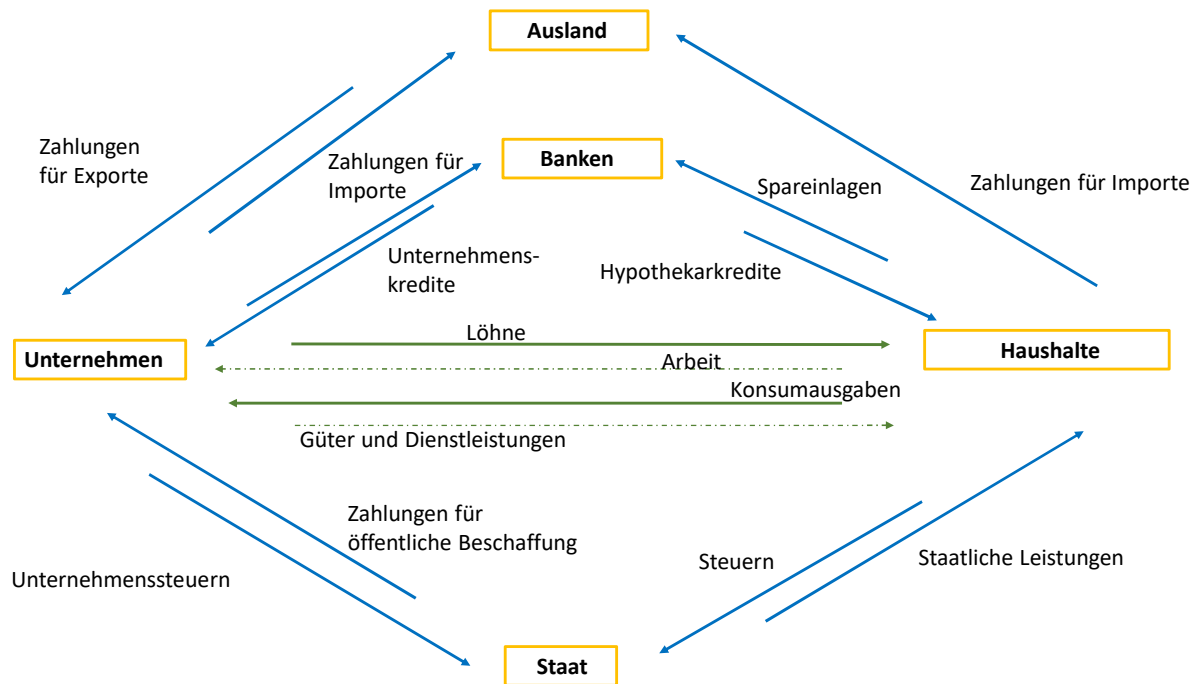 Ausland
Zahlungen
für Exporte
Zahlungen für
Importe
Banken
Spareinlagen
Zahlungen für Importe
Unternehmens-
kredite
Hypothekarkredite
Löhne
Unternehmen
Haushalte
Arbeit
Konsumausgaben
Güter und Dienstleistungen
Zahlungen für
öffentliche Beschaffung
Unternehmenssteuern
Steuern
Staatliche Leistungen
Staat